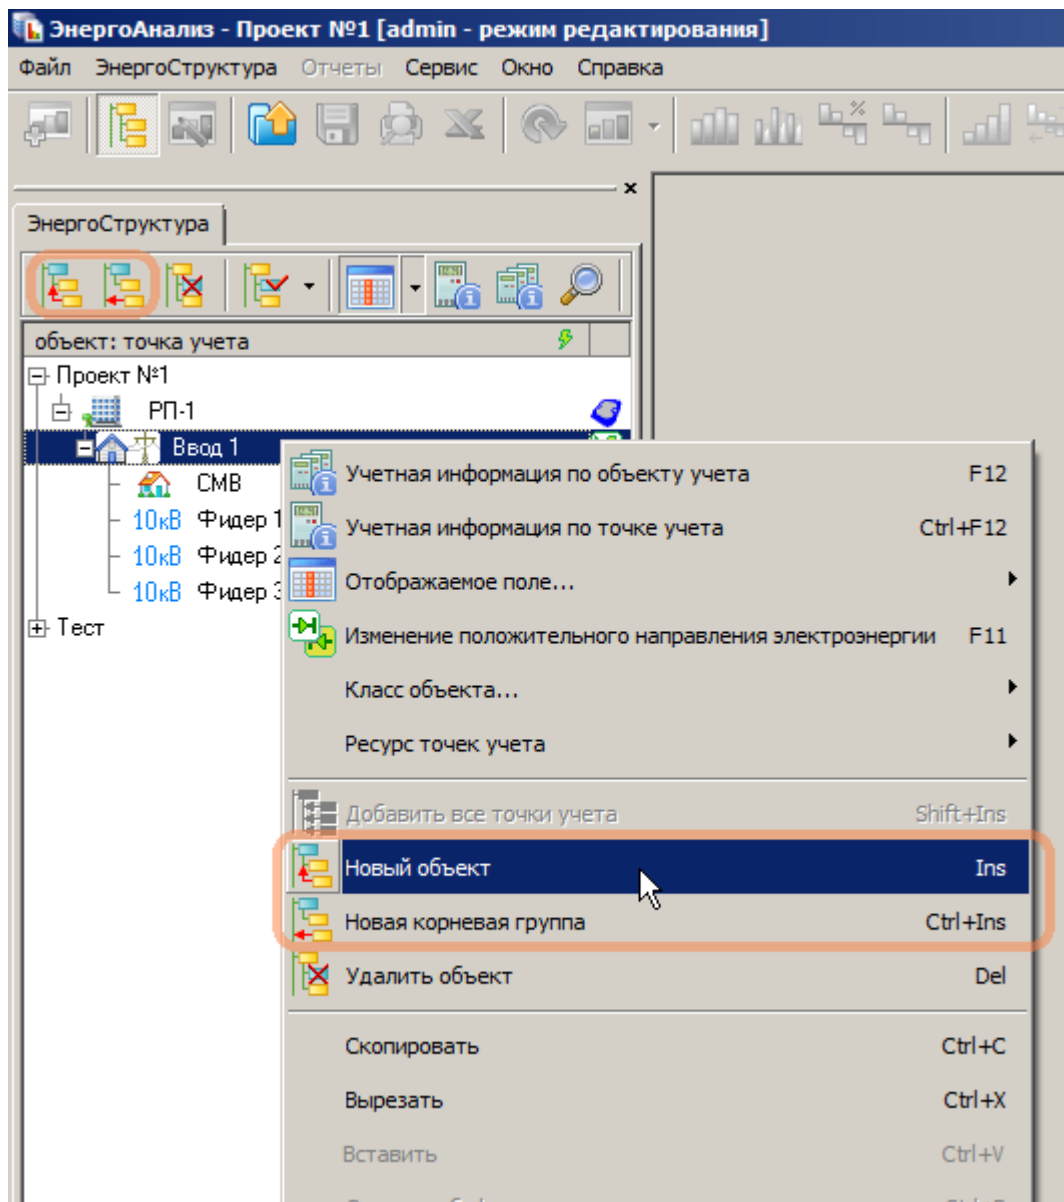 ЭнергоАнализ - Проект №1 [admin - режим редактирования]
Файл ЭнергоСтруктура Отчеты Сервис Окно Справка
ЭнергоСтруктура
объект: точка учета
Проект №1
РП-1
Ввод 1
СМВ
10кВ Фидер 1
10кВ Фидер 2
10кВ Фидер 3
Тест
Учетная информация по объекту учета F12
Учетная информация по точке учета Ctrl+F12
Отображаемое поле...
Изменение положительного направления электроэнергии F11
Класс объекта...
Ресурс точек учета
Добавить все точки учета Shift+Ins
Новый объект Ins
Новая корневая группа Ctrl+Ins
Удалить объект Del
Скопировать Ctrl+C
Вырезать Ctrl+X
Вставить Ctrl+V